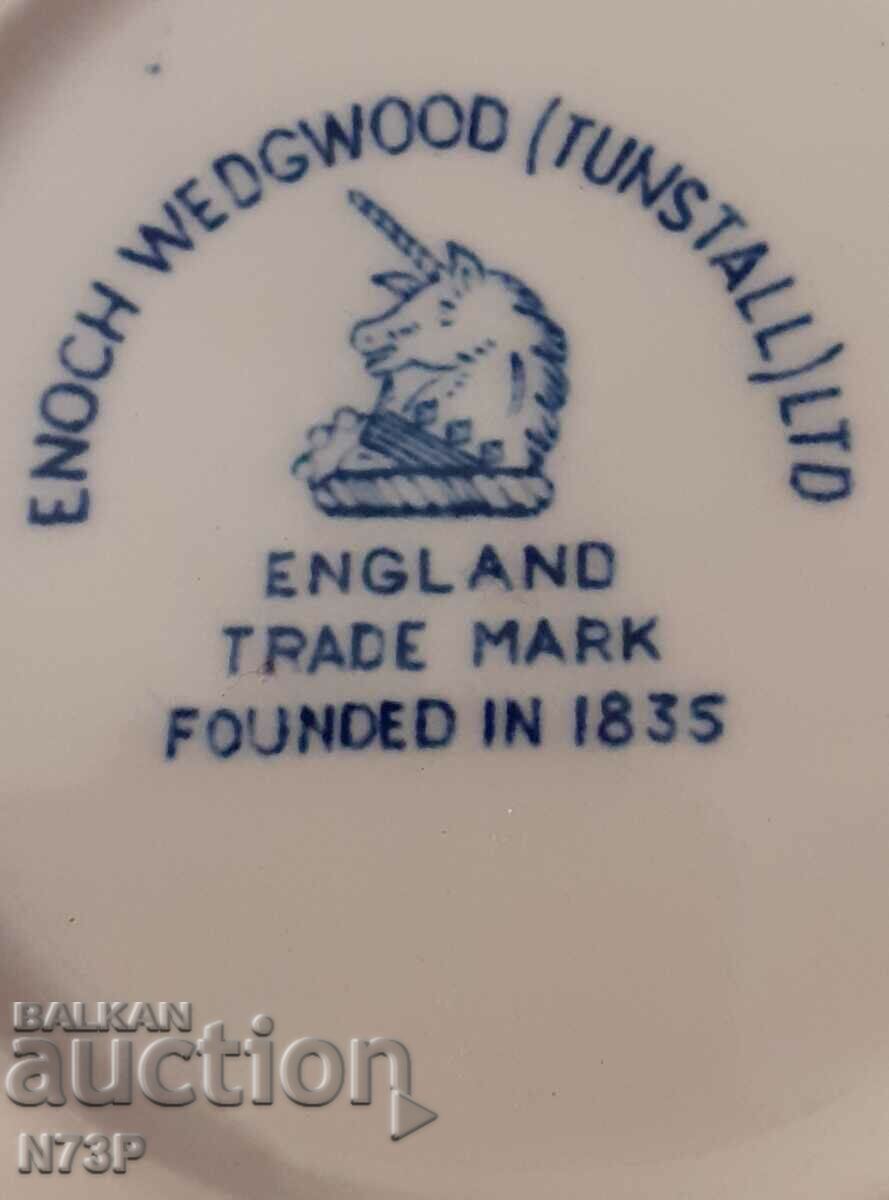 ENOCH WEDGWOOD (TUNSTALL) LTD
ENGLAND
TRADE MARK
FOUNDED IN 1835
BALKAN
auction
N73P